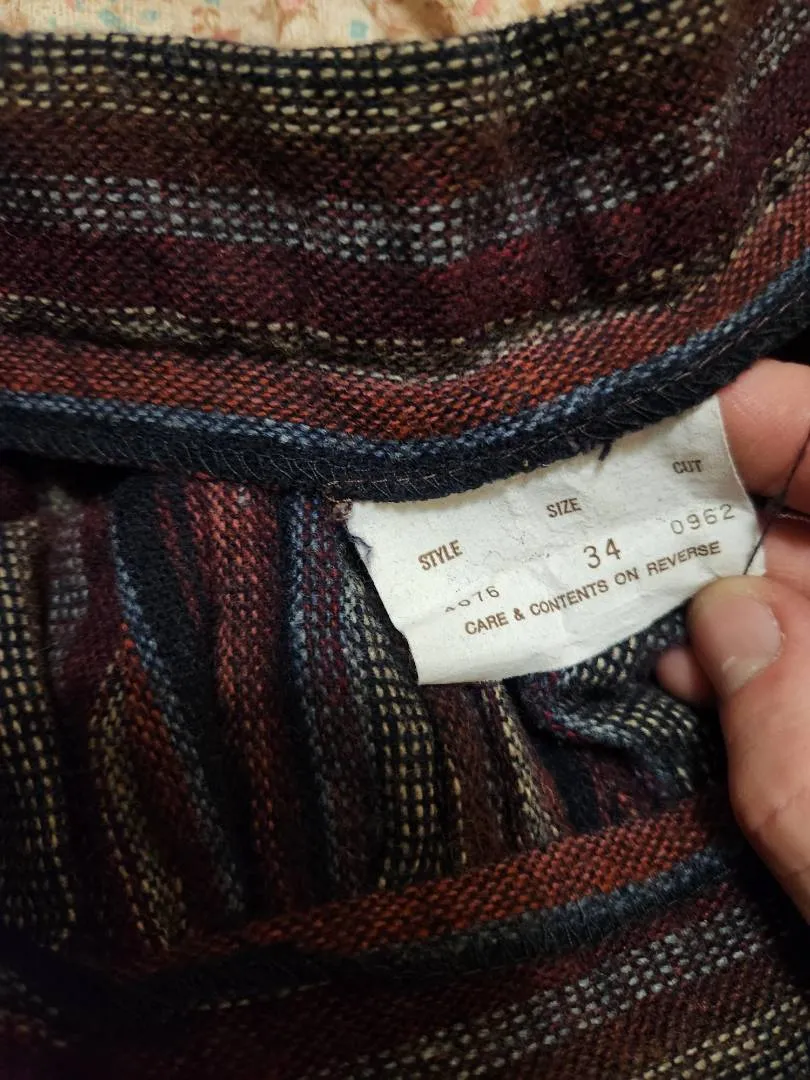 STYLE SIZE CUT
34 0962
CARE & CONTENTS ON REVERSE